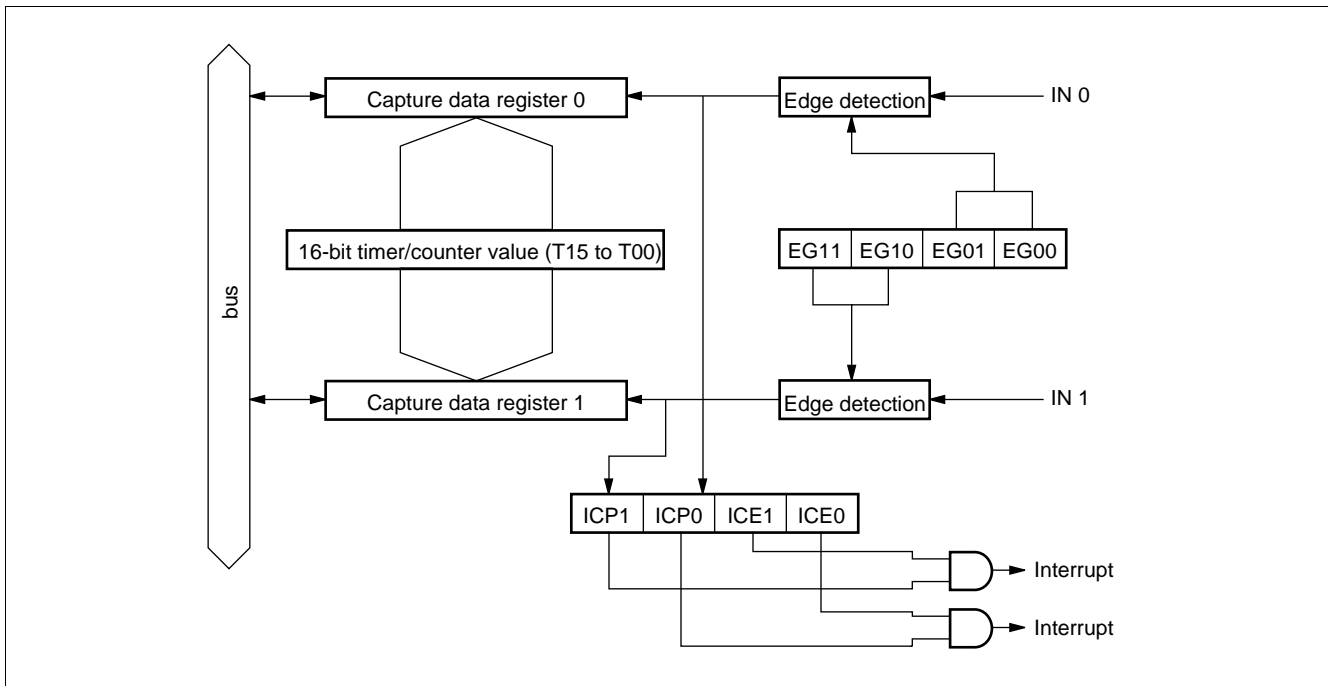 Capture data register 0
Edge detection
IN 0
16-bit timer/counter value (T15 to T00)
EG11 EG10 EG01 EG00
bus
Capture data register 1
Edge detection
IN 1
ICP1 ICP0 ICE1 ICE0
Interrupt
Interrupt